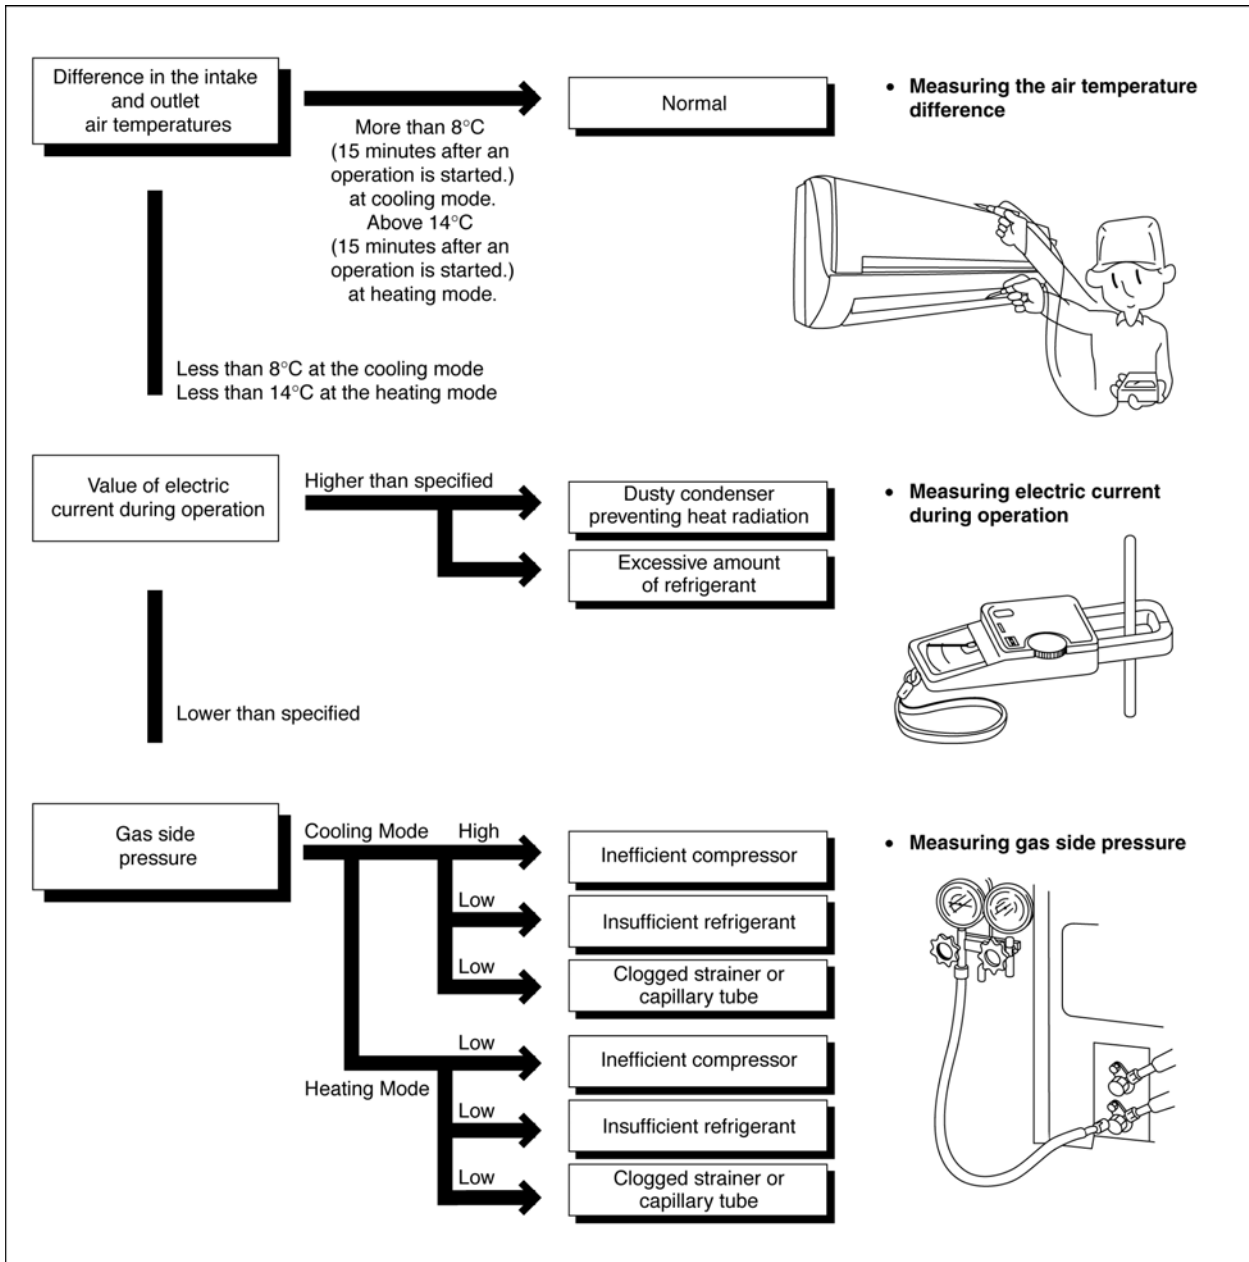 Difference in the intake
and outlet
air temperatures
More than 8°C
(15 minutes after an
operation is started.)
at cooling mode.
Above 14°C
(15 minutes after an
operation is started.)
at heating mode.
Normal
• Measuring the air temperature
difference
Less than 8°C at the cooling mode
Less than 14°C at the heating mode
Value of electric
current during operation
Higher than specified
Dusty condenser
preventing heat radiation
Excessive amount
of refrigerant
• Measuring electric current
during operation
Lower than specified
Gas side
pressure
Cooling Mode
High
Inefficient compressor
Low
Insufficient refrigerant
Low
Clogged strainer or
capillary tube
Heating Mode
Low
Inefficient compressor
Low
Insufficient refrigerant
Low
Clogged strainer or
capillary tube
• Measuring gas side pressure